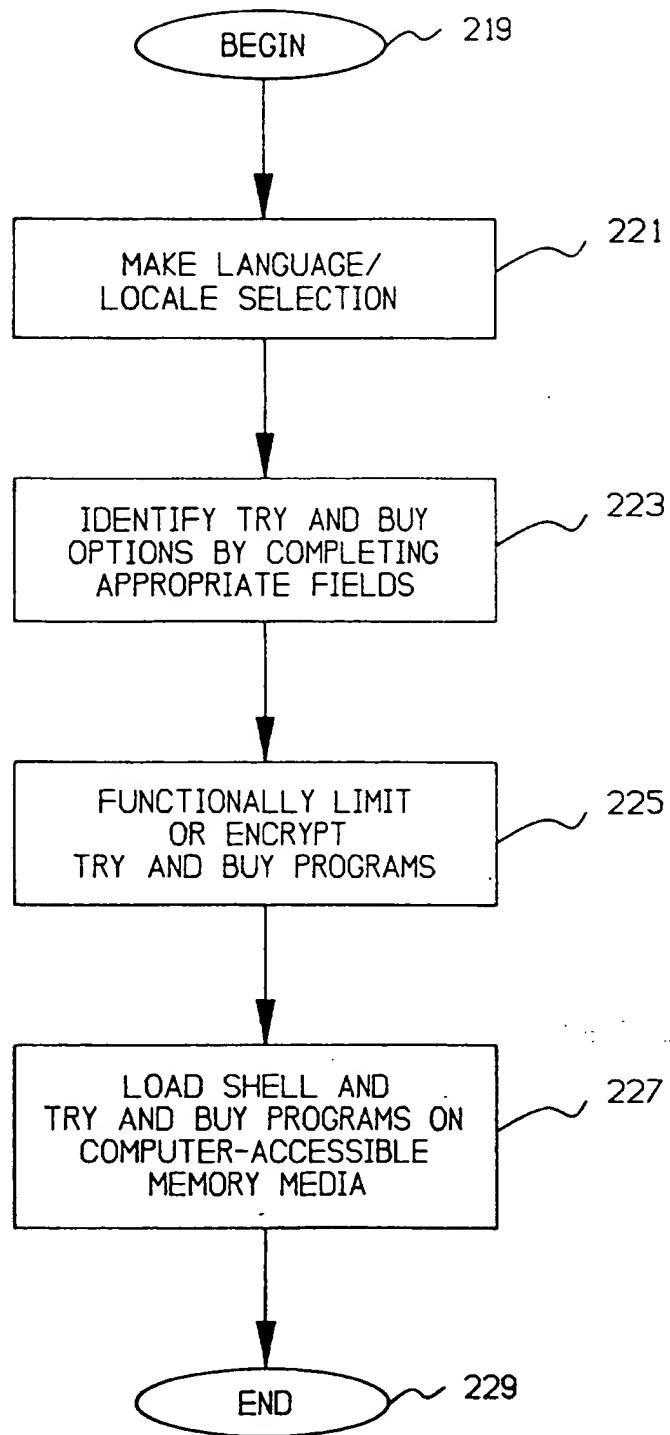 BEGIN
219
MAKE LANGUAGE/
LOCALE SELECTION
221
IDENTIFY TRY AND BUY
OPTIONS BY COMPLETING
APPROPRIATE FIELDS
223
FUNCTIONALLY LIMIT
OR ENCRYPT
TRY AND BUY PROGRAMS
225
LOAD SHELL AND
TRY AND BUY PROGRAMS ON
COMPUTER-ACCESSIBLE
MEMORY MEDIA
227
END
229